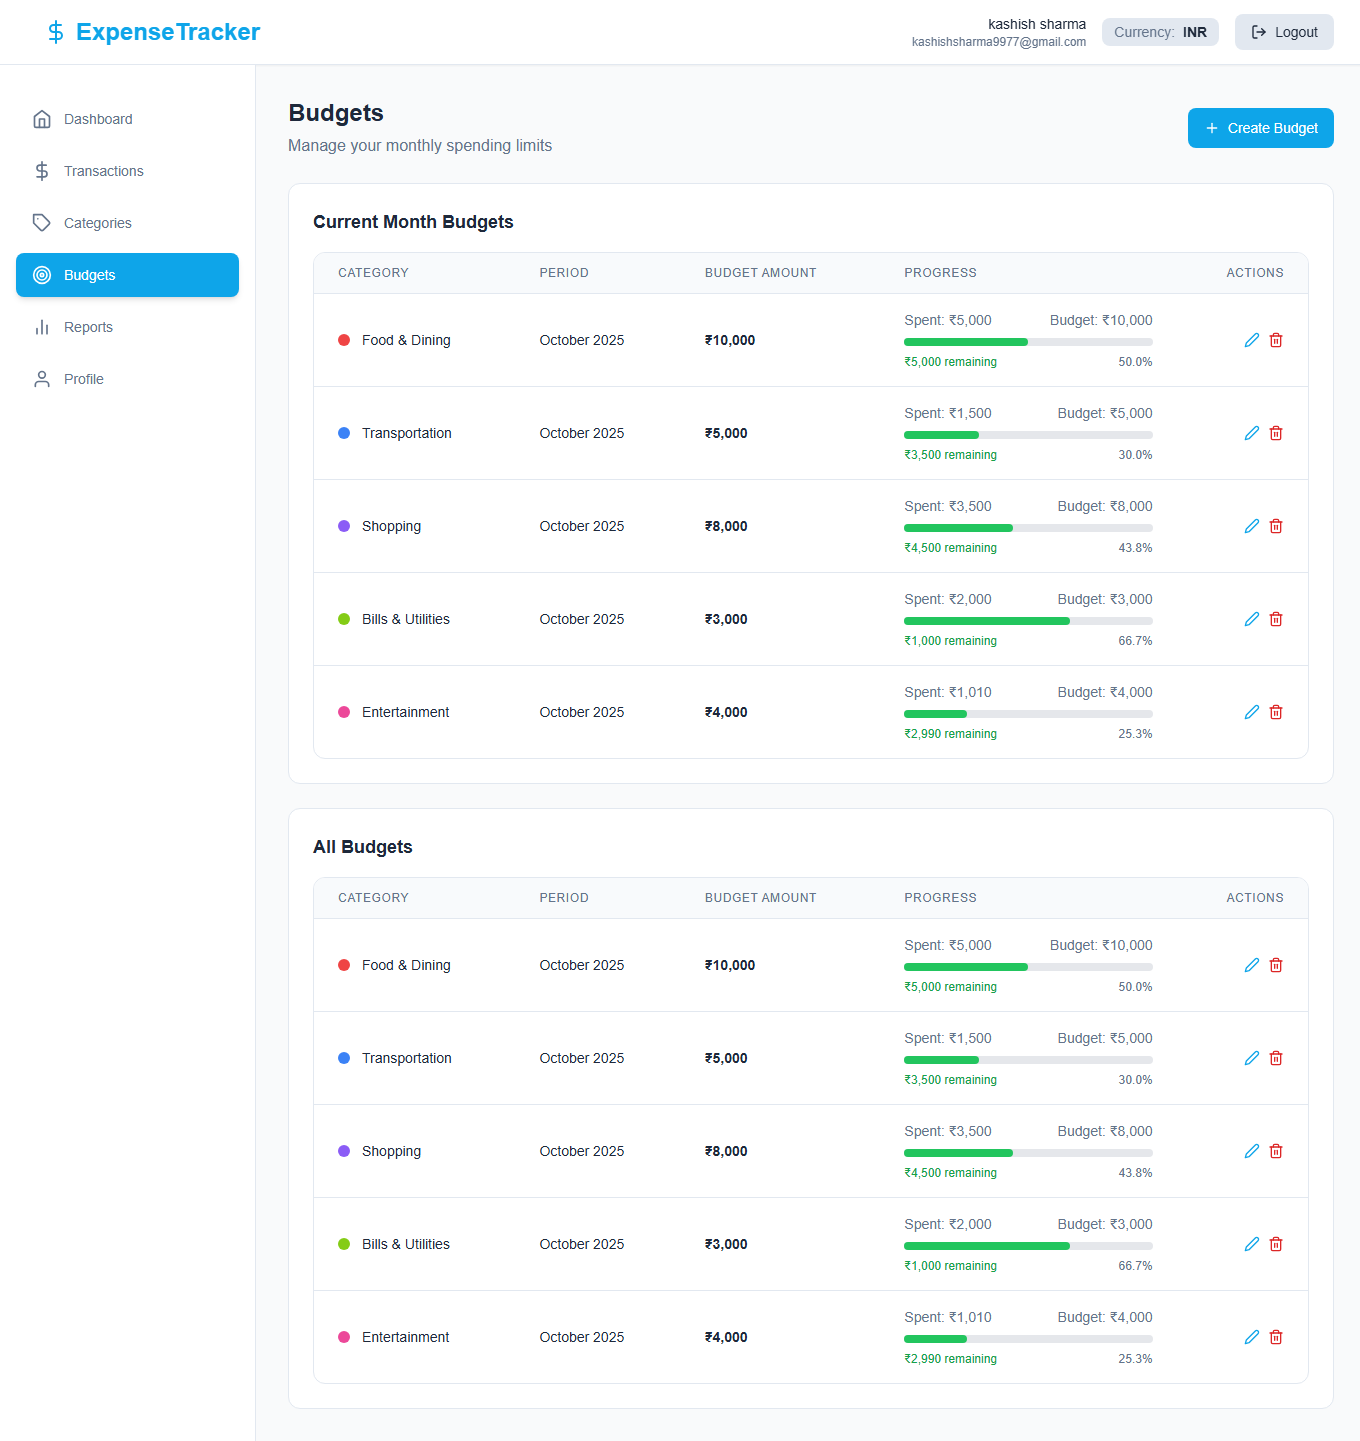 ExpenseTracker
kashish sharma
kashishsharma9977@gmail.com
Currency: INR
Logout
Dashboard
Transactions
Categories
Budgets
Reports
Profile
Budgets
Manage your monthly spending limits
Create Budget
Current Month Budgets
CATEGORY PERIOD BUDGET AMOUNT PROGRESS ACTIONS
Spent: ₹5,000 Budget: ₹10,000
Food & Dining October 2025 ₹10,000
₹5,000 remaining 50.0%
Spent: ₹1,500 Budget: ₹5,000
Transportation October 2025 ₹5,000
₹3,500 remaining 30.0%
Spent: ₹3,500 Budget: ₹8,000
Shopping October 2025 ₹8,000
₹4,500 remaining 43.8%
Spent: ₹2,000 Budget: ₹3,000
Bills & Utilities October 2025 ₹3,000
₹1,000 remaining 66.7%
Spent: ₹1,010 Budget: ₹4,000
Entertainment October 2025 ₹4,000
₹2,990 remaining 25.3%
All Budgets
CATEGORY PERIOD BUDGET AMOUNT PROGRESS ACTIONS
Spent: ₹5,000 Budget: ₹10,000
Food & Dining October 2025 ₹10,000
₹5,000 remaining 50.0%
Spent: ₹1,500 Budget: ₹5,000
Transportation October 2025 ₹5,000
₹3,500 remaining 30.0%
Spent: ₹3,500 Budget: ₹8,000
Shopping October 2025 ₹8,000
₹4,500 remaining 43.8%
Spent: ₹2,000 Budget: ₹3,000
Bills & Utilities October 2025 ₹3,000
₹1,000 remaining 66.7%
Spent: ₹1,010 Budget: ₹4,000
Entertainment October 2025 ₹4,000
₹2,990 remaining 25.3%